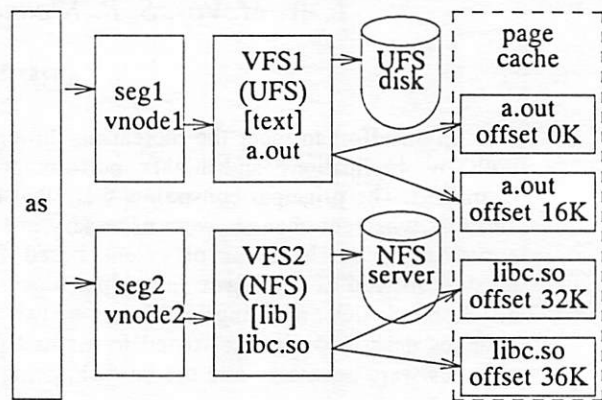 as
seg1
vnode1
VFS1
(UFS)
[text]
a.out
UFS
disk
seg2
vnode2
VFS2
(NFS)
[lib]
libc.so
NFS
server
page
cache
a.out
offset 0K
a.out
offset 16K
libc.so
offset 32K
libc.so
offset 36K